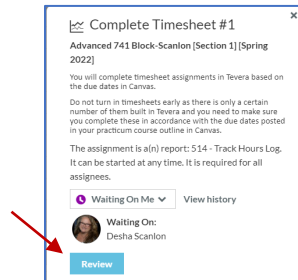 ×
Complete Timesheet #1
Advanced 741 Block-Scanlon [Section 1] [Spring
2022]
You will complete timesheet assignments in Tevera based on
the due dates in Canvas.
Do not turn in timesheets early as there is only a certain
number of them built in Tevera and you need to make sure
you complete these in accordance with the due dates posted
in your practicum course outline in Canvas.
The assignment is a(n) report: 514 - Track Hours Log.
It can be started at any time. It is required for all
assignees.
Waiting On Me View history
Waiting On:
Desha Scanlon
Review